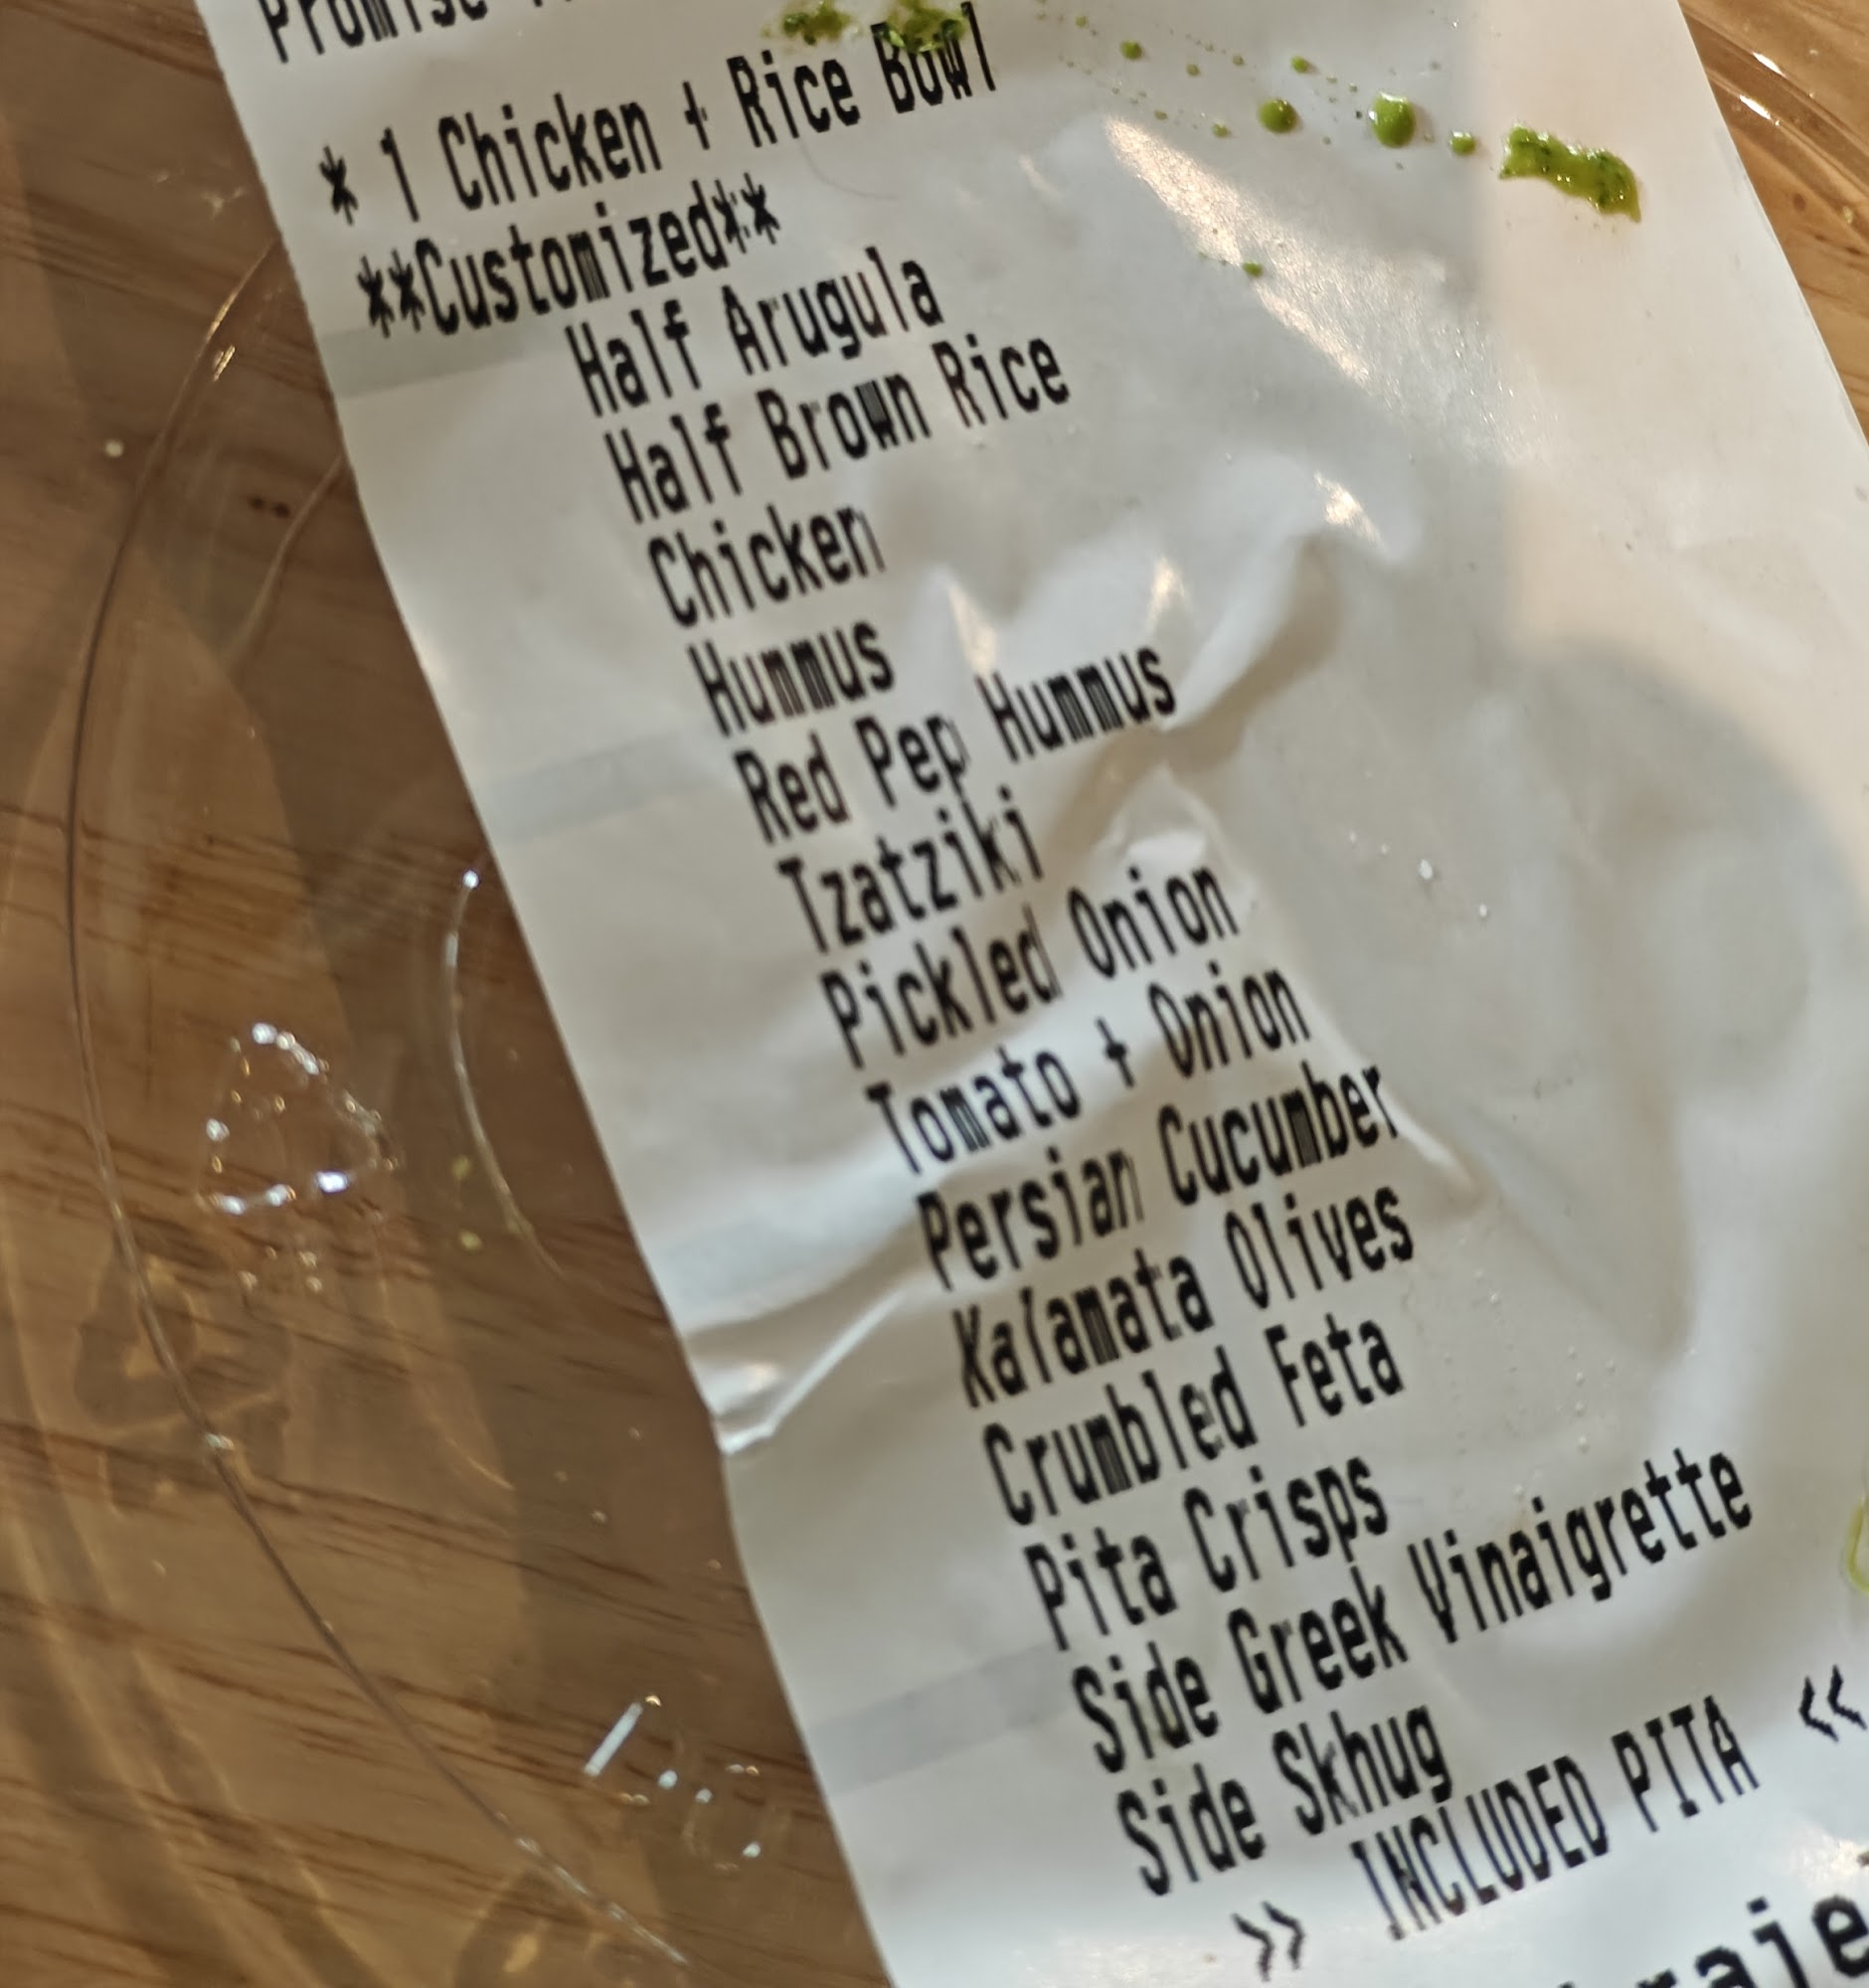 Promise
* 1 Chicken + Rice Bowl
**Customized**
Half Arugula
Half Brown Rice
Chicken
Hummus
Red Pep Hummus
Tzatziki
Pickled Onion
Tomato + Onion
Persian Cucumber
Kalamata Olives
Crumbled Feta
Pita Crisps
Side Greek Vinaigrette
Side Skhug
>> INCLUDED PITA <<